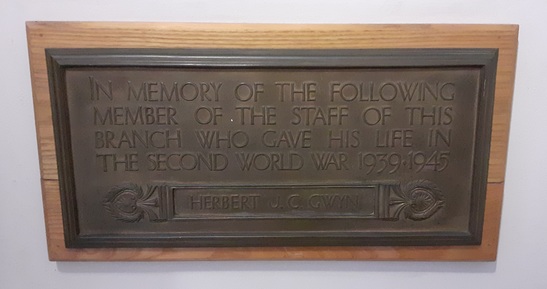 IN MEMORY OF THE FOLLOWING
MEMBER OF THE STAFF OF THIS
BRANCH WHO GAVE HIS LIFE IN
THE SECOND WORLD WAR 1939·1945
HERBERT J. C. GWYN